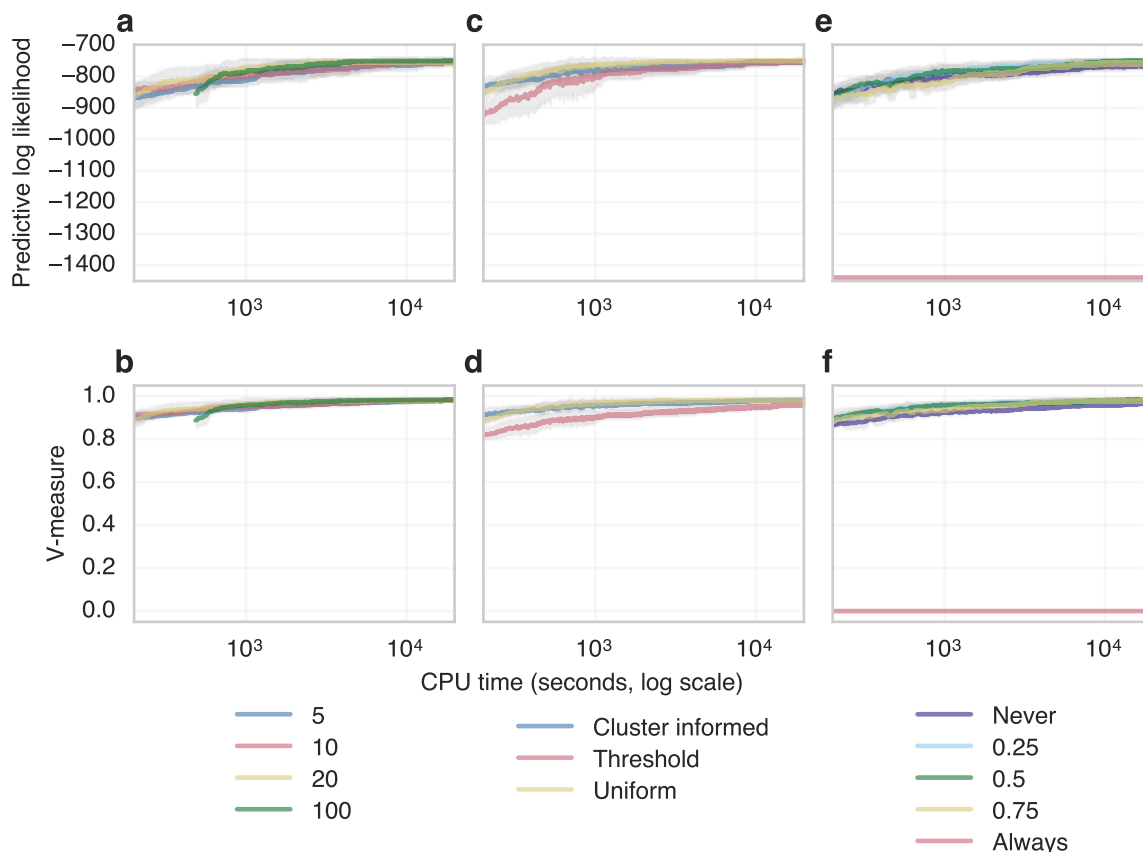 a
c
e
Predictive log likelihood
−700
−800
−900
−1000
−1100
−1200
−1300
−1400
10³
10⁴
10³
10⁴
10³
10⁴
b
d
f
V-measure
1.0
0.8
0.6
0.4
0.2
0.0
10³
10⁴
10³
10⁴
10³
10⁴
CPU time (seconds, log scale)
5
10
20
100
Cluster informed
Threshold
Uniform
Never
0.25
0.5
0.75
Always